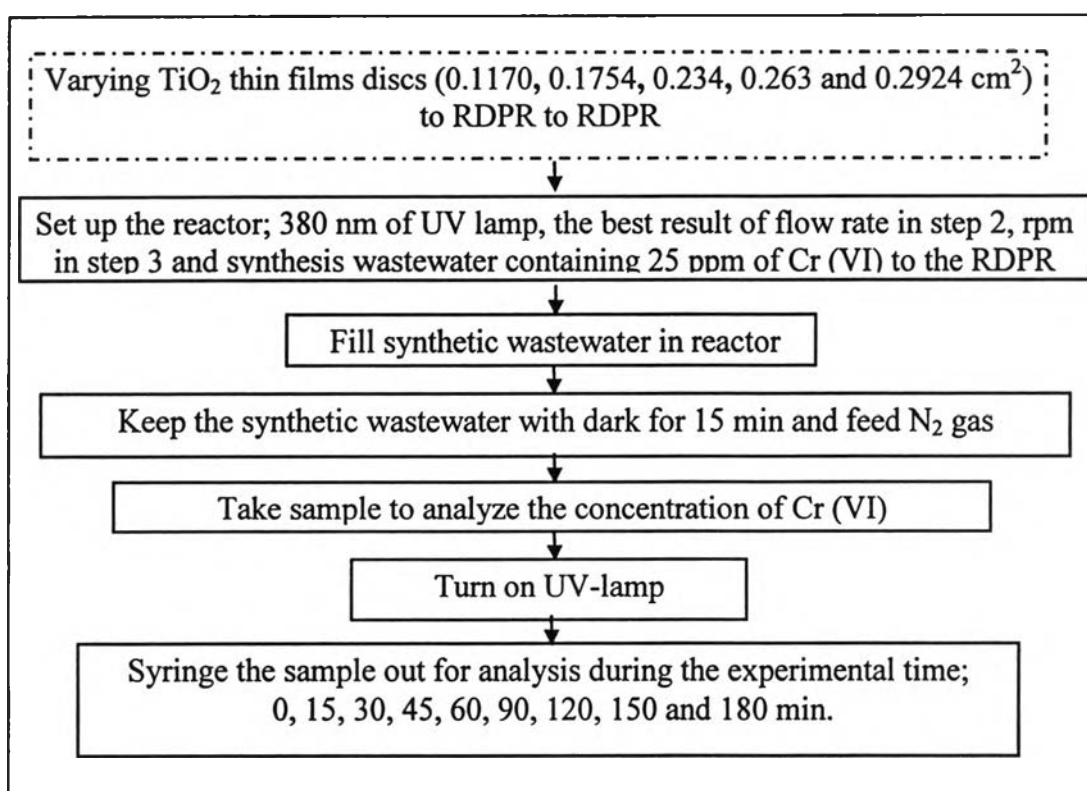 Varying TiO₂ thin films discs (0.1170, 0.1754, 0.234, 0.263 and 0.2924 cm²)
to RDPR to RDPR
Set up the reactor; 380 nm of UV lamp, the best result of flow rate in step 2, rpm
in step 3 and synthesis wastewater containing 25 ppm of Cr (VI) to the RDPR
Fill synthetic wastewater in reactor
Keep the synthetic wastewater with dark for 15 min and feed N₂ gas
Take sample to analyze the concentration of Cr (VI)
Turn on UV-lamp
Syringe the sample out for analysis during the experimental time;
0, 15, 30, 45, 60, 90, 120, 150 and 180 min.